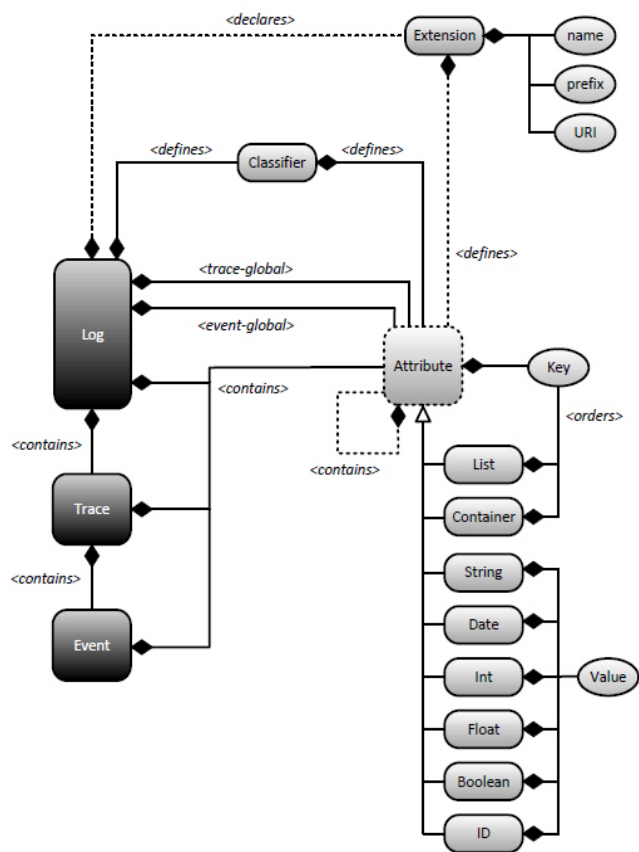 <declares>
Extension
name
prefix
URI
<defines>
Classifier
<defines>
<defines>
<trace-global>
<event-global>
Log
Attribute
Key
<contains>
<orders>
<contains>
<contains>
List
Trace
Container
<contains>
String
Date
Event
Int
Value
Float
Boolean
ID